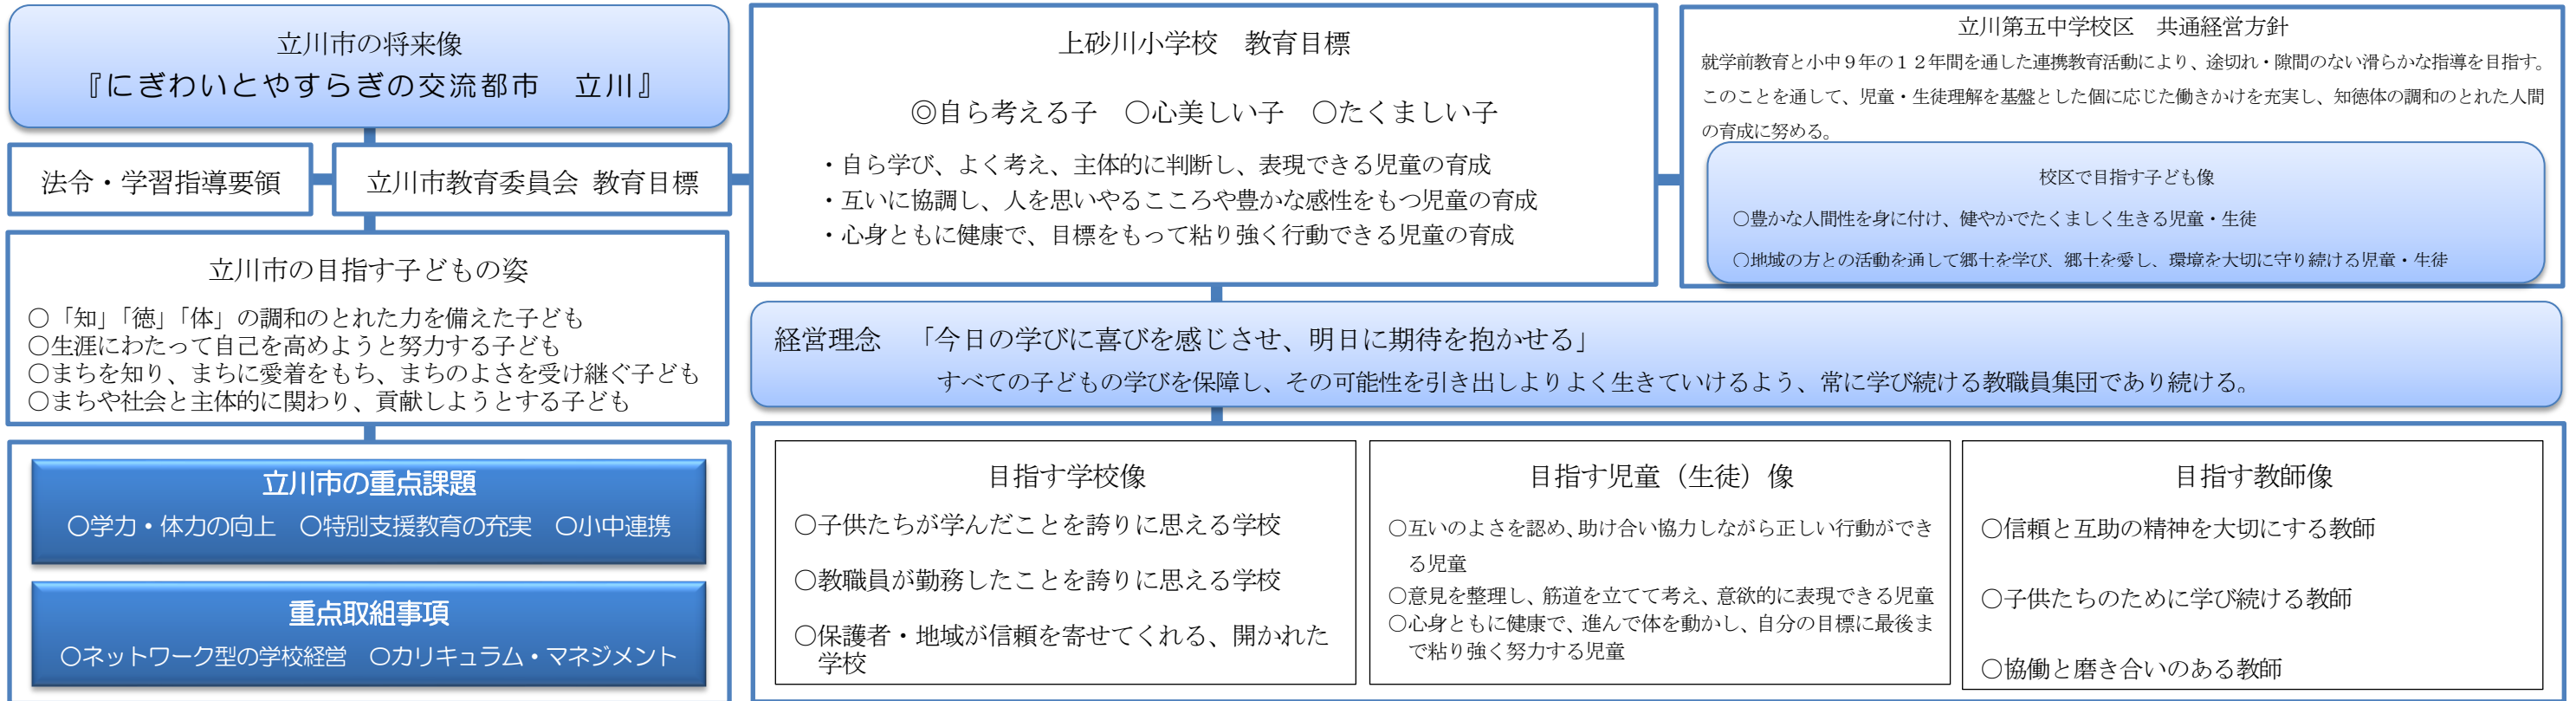 立川市の将来像
『にぎわいとやすらぎの交流都市　立川』
法令・学習指導要領
立川市教育委員会 教育目標
立川市の目指す子どもの姿
○「知」「徳」「体」の調和のとれた力を備えた子ども
○生涯にわたって自己を高めようと努力する子ども
○まちを知り、まちに愛着をもち、まちのよさを受け継ぐ子ども
○まちや社会と主体的に関わり、貢献しようとする子ども
立川市の重点課題
○学力・体力の向上　○特別支援教育の充実　○小中連携
重点取組事項
○ネットワーク型の学校経営　○カリキュラム・マネジメント
上砂川小学校　教育目標
◎自ら考える子　○心美しい子　○たくましい子
・自ら学び、よく考え、主体的に判断し、表現できる児童の育成
・互いに協調し、人を思いやるこころや豊かな感性をもつ児童の育成
・心身ともに健康で、目標をもって粘り強く行動できる児童の育成
立川第五中学校区　共通経営方針
就学前教育と小中９年の１２年間を通した連携教育活動により、途切れ・隙間のない滑らかな指導を目指す。
このことを通して、児童・生徒理解を基盤とした個に応じた働きかけを充実し、知徳体の調和のとれた人間
の育成に努める。
校区で目指す子ども像
○豊かな人間性を身に付け、健やかでたくましく生きる児童・生徒
○地域の方との活動を通して郷土を学び、郷土を愛し、環境を大切に守り続ける児童・生徒
経営理念　「今日の学びに喜びを感じさせ、明日に期待を抱かせる」
すべての子どもの学びを保障し、その可能性を引き出しよりよく生きていけるよう、常に学び続ける教職員集団であり続ける。
目指す学校像
○子供たちが学んだことを誇りに思える学校
○教職員が勤務したことを誇りに思える学校
○保護者・地域が信頼を寄せてくれる、開かれた
学校
目指す児童（生徒）像
○互いのよさを認め、助け合い協力しながら正しい行動ができ
る児童
○意見を整理し、筋道を立てて考え、意欲的に表現できる児童
○心身ともに健康で、進んで体を動かし、自分の目標に最後ま
で粘り強く努力する児童
目指す教師像
○信頼と互助の精神を大切にする教師
○子供たちのために学び続ける教師
○協働と磨き合いのある教師